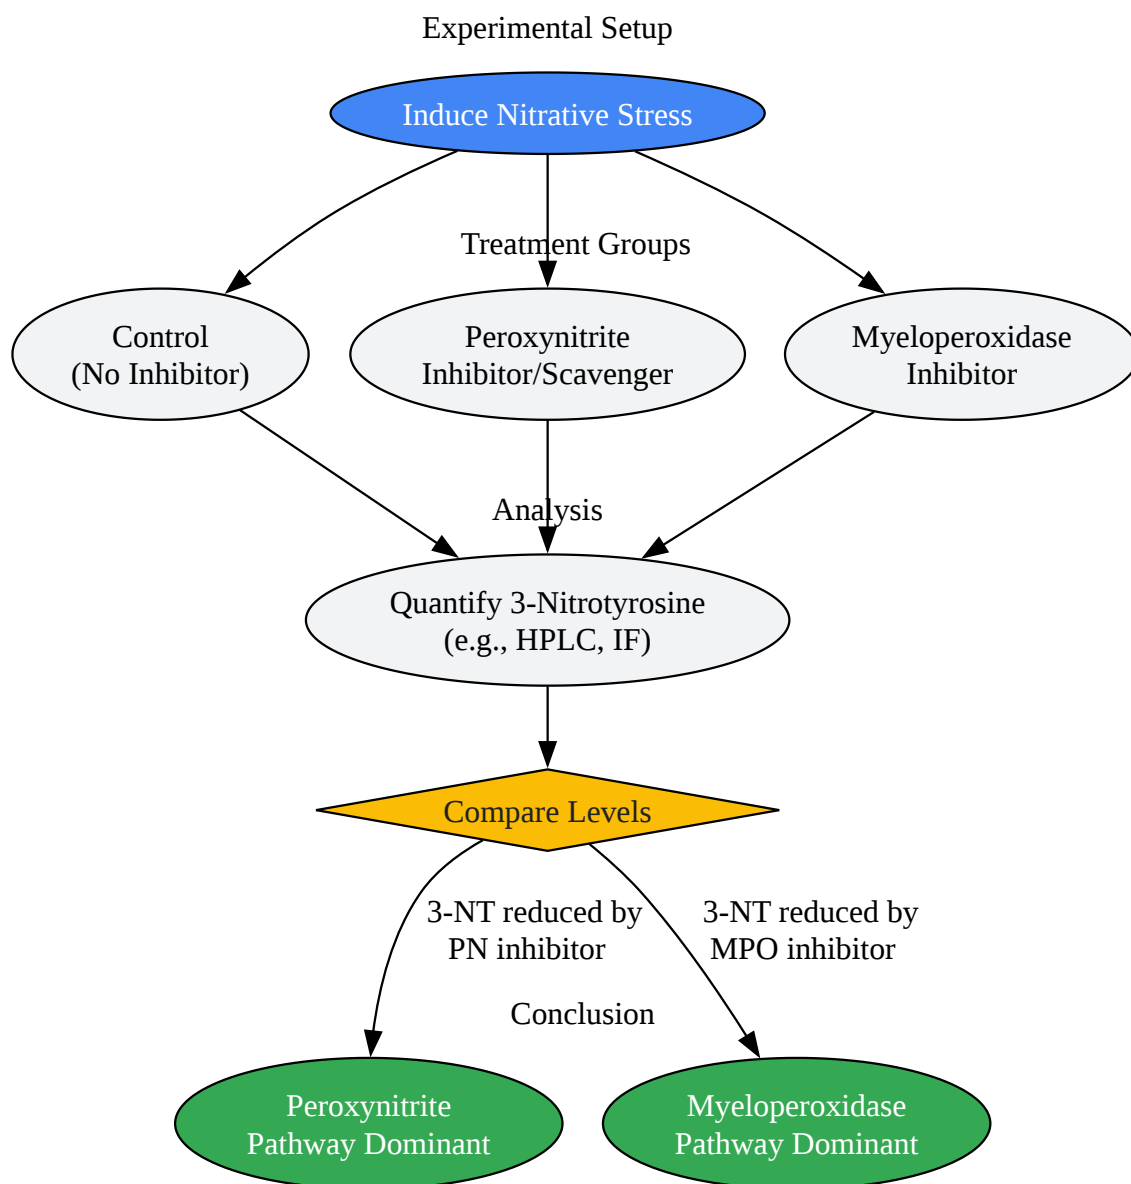 Experimental Setup
Induce Nitrative Stress
Treatment Groups
Control
(No Inhibitor)
Peroxynitrite
Inhibitor/Scavenger
Myeloperoxidase
Inhibitor
Analysis
Quantify 3-Nitrotyrosine
(e.g., HPLC, IF)
Compare Levels
3-NT reduced by
PN inhibitor
3-NT reduced by
MPO inhibitor
Conclusion
Peroxynitrite
Pathway Dominant
Myeloperoxidase
Pathway Dominant